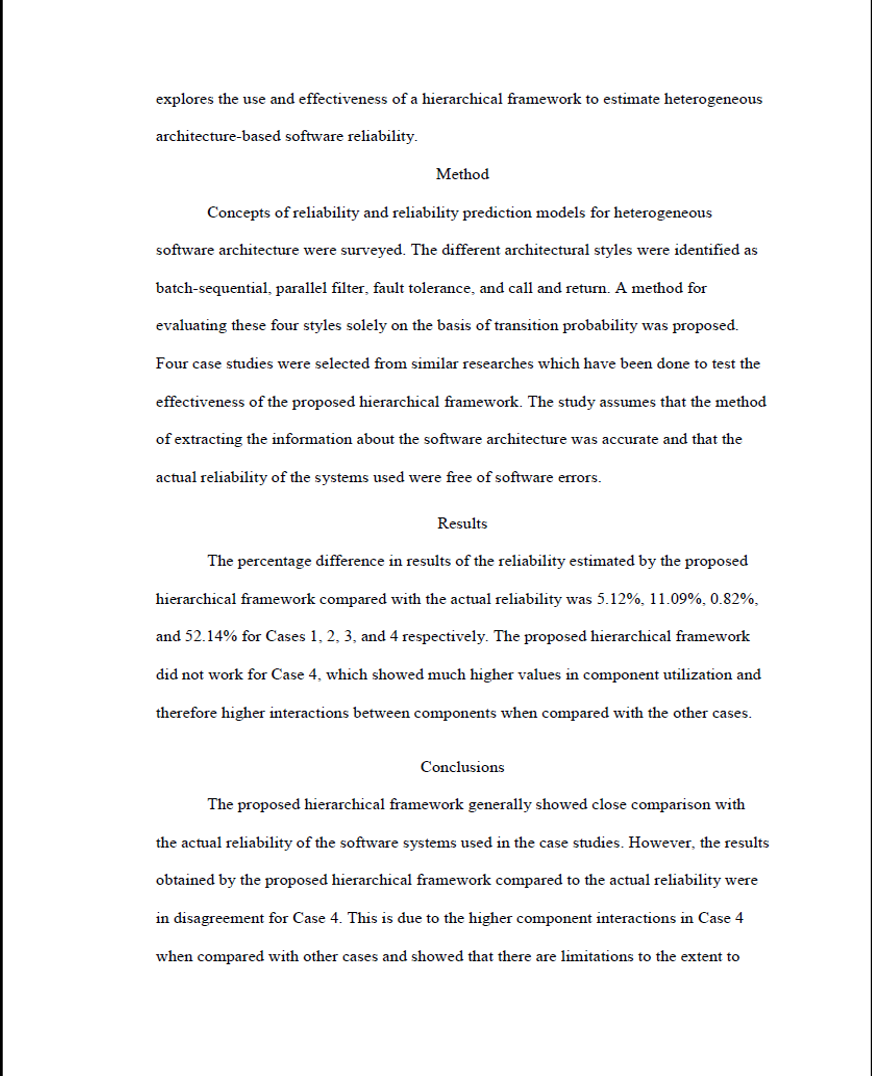 explores the use and effectiveness of a hierarchical framework to estimate heterogeneous
architecture-based software reliability.
Method
Concepts of reliability and reliability prediction models for heterogeneous
software architecture were surveyed. The different architectural styles were identified as
batch-sequential, parallel filter, fault tolerance, and call and return. A method for
evaluating these four styles solely on the basis of transition probability was proposed.
Four case studies were selected from similar researches which have been done to test the
effectiveness of the proposed hierarchical framework. The study assumes that the method
of extracting the information about the software architecture was accurate and that the
actual reliability of the systems used were free of software errors.
Results
The percentage difference in results of the reliability estimated by the proposed
hierarchical framework compared with the actual reliability was 5.12%, 11.09%, 0.82%,
and 52.14% for Cases 1, 2, 3, and 4 respectively. The proposed hierarchical framework
did not work for Case 4, which showed much higher values in component utilization and
therefore higher interactions between components when compared with the other cases.
Conclusions
The proposed hierarchical framework generally showed close comparison with
the actual reliability of the software systems used in the case studies. However, the results
obtained by the proposed hierarchical framework compared to the actual reliability were
in disagreement for Case 4. This is due to the higher component interactions in Case 4
when compared with other cases and showed that there are limitations to the extent to